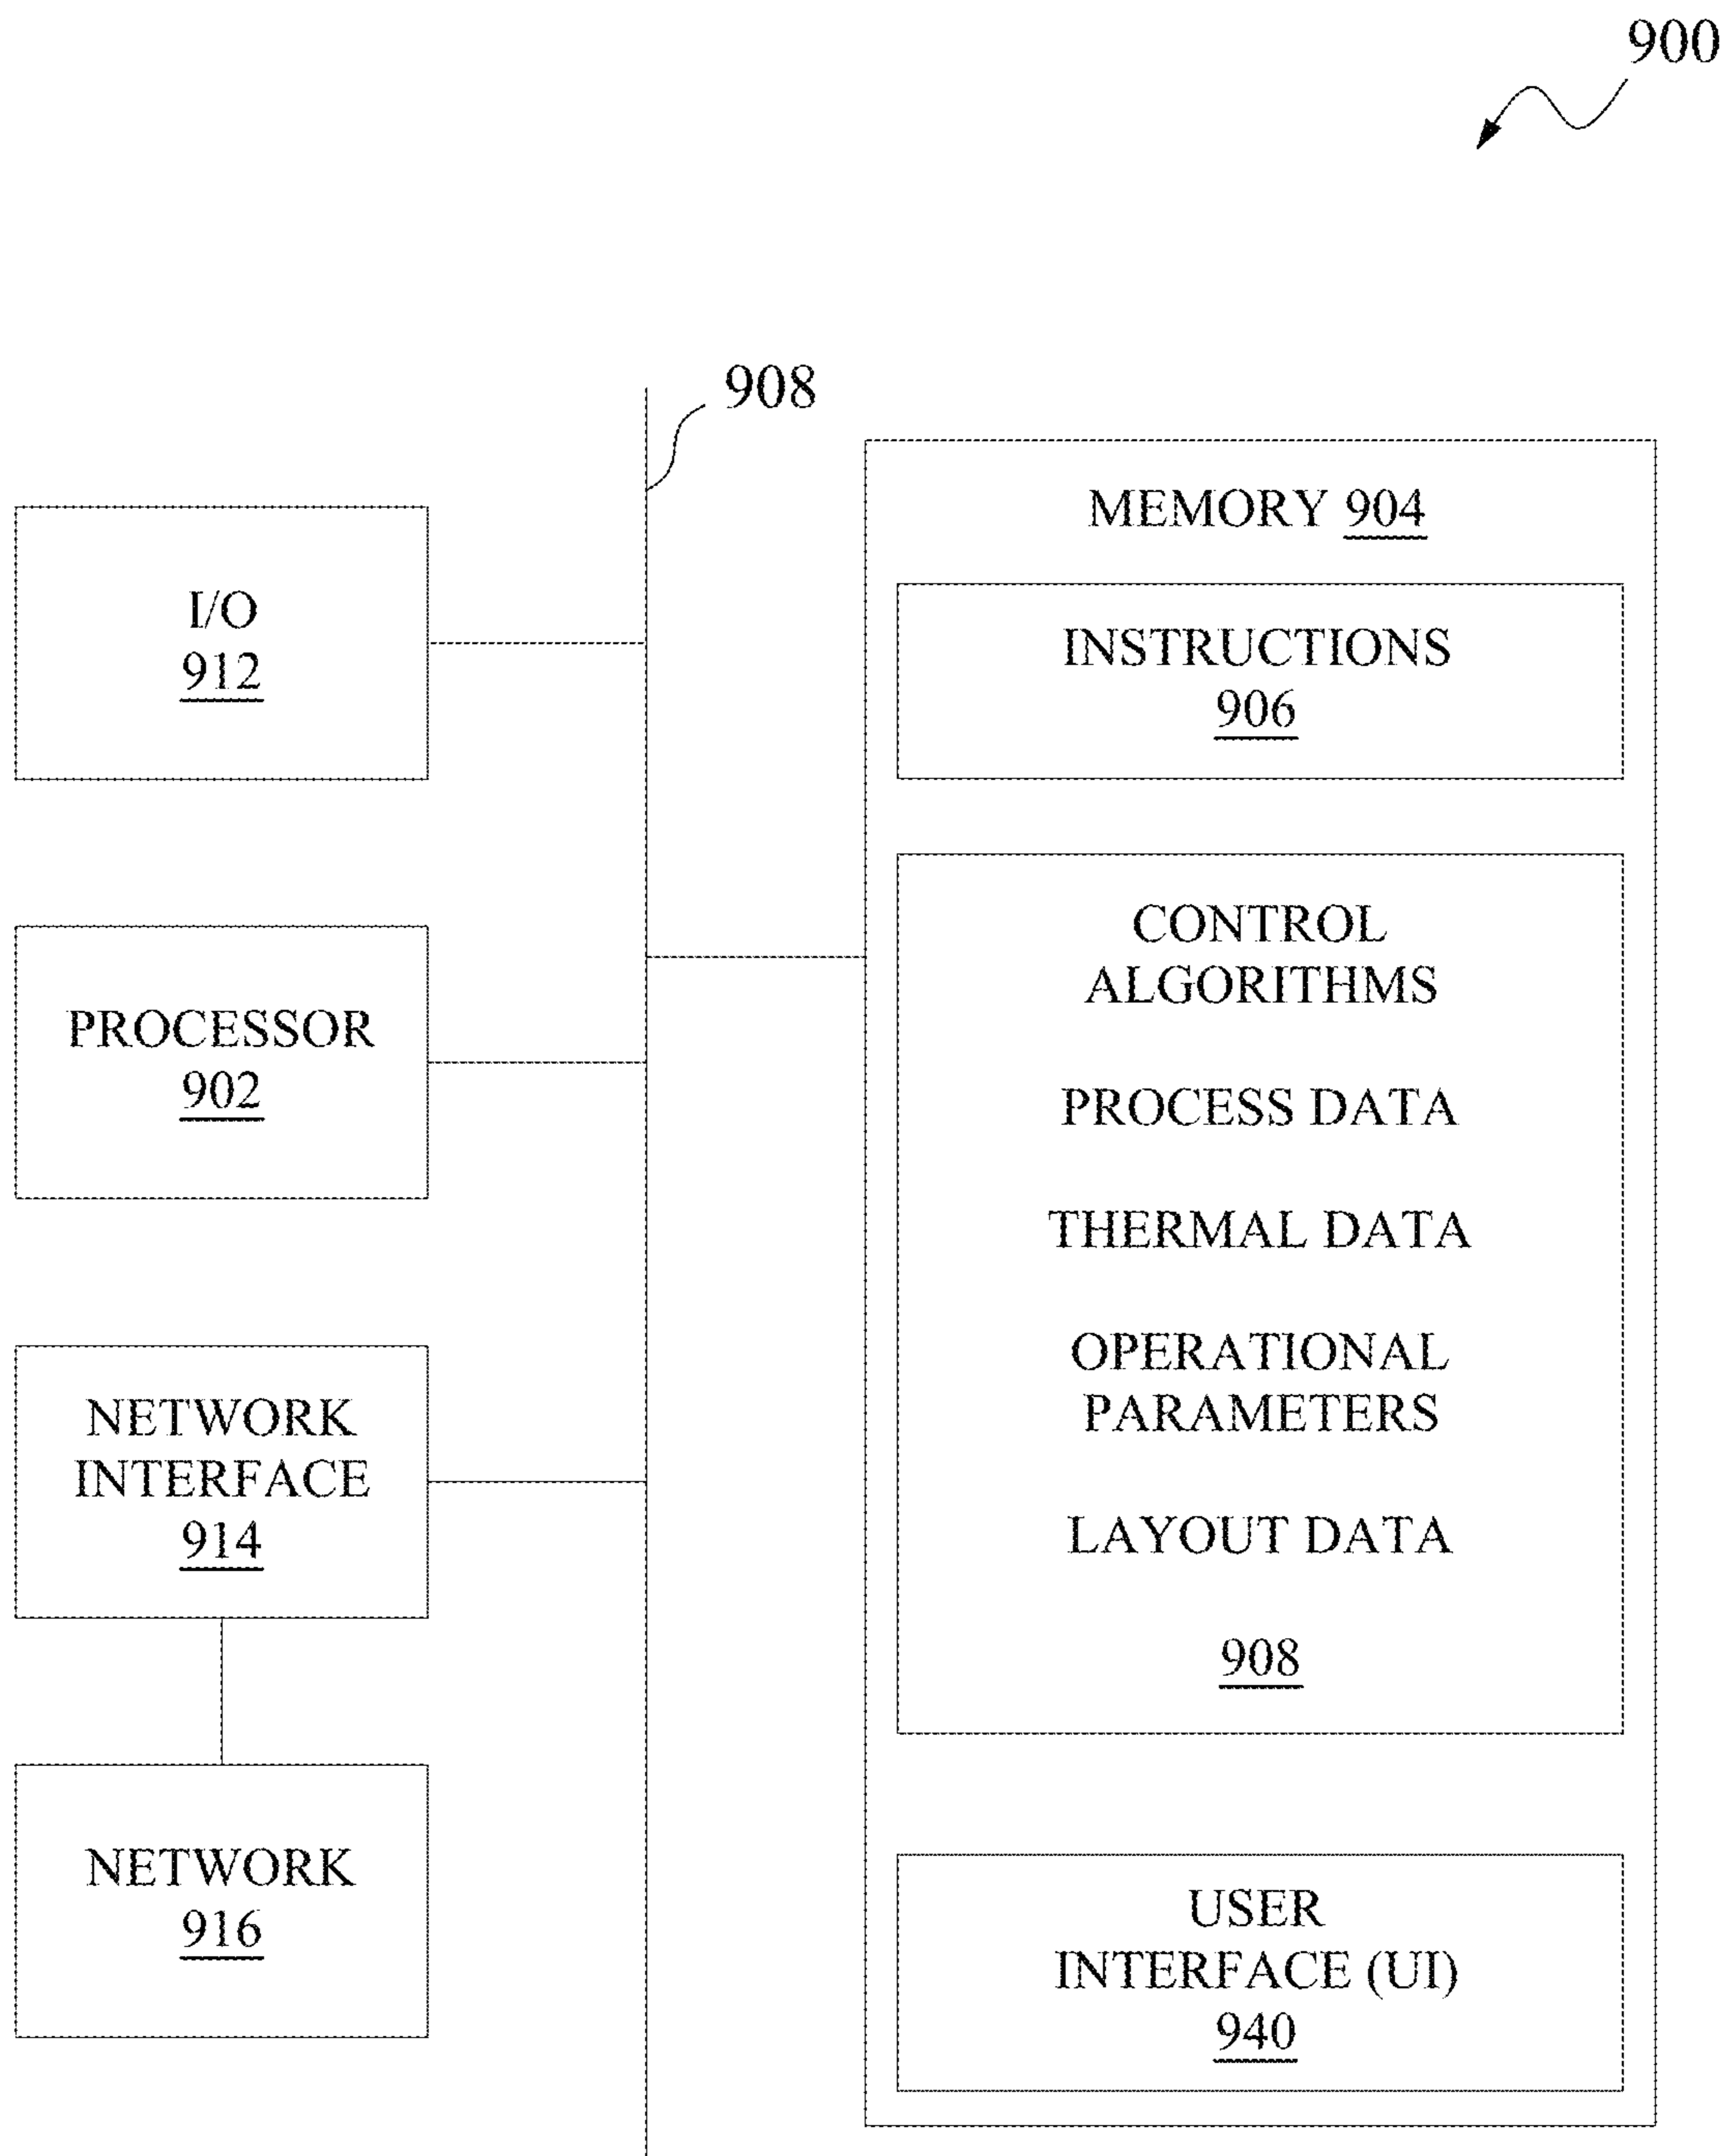 900
908
I/O
912
PROCESSOR
902
NETWORK
INTERFACE
914
NETWORK
916
MEMORY 904
INSTRUCTIONS
906
CONTROL
ALGORITHMS
PROCESS DATA
THERMAL DATA
OPERATIONAL
PARAMETERS
LAYOUT DATA
908
USER
INTERFACE (UI)
940